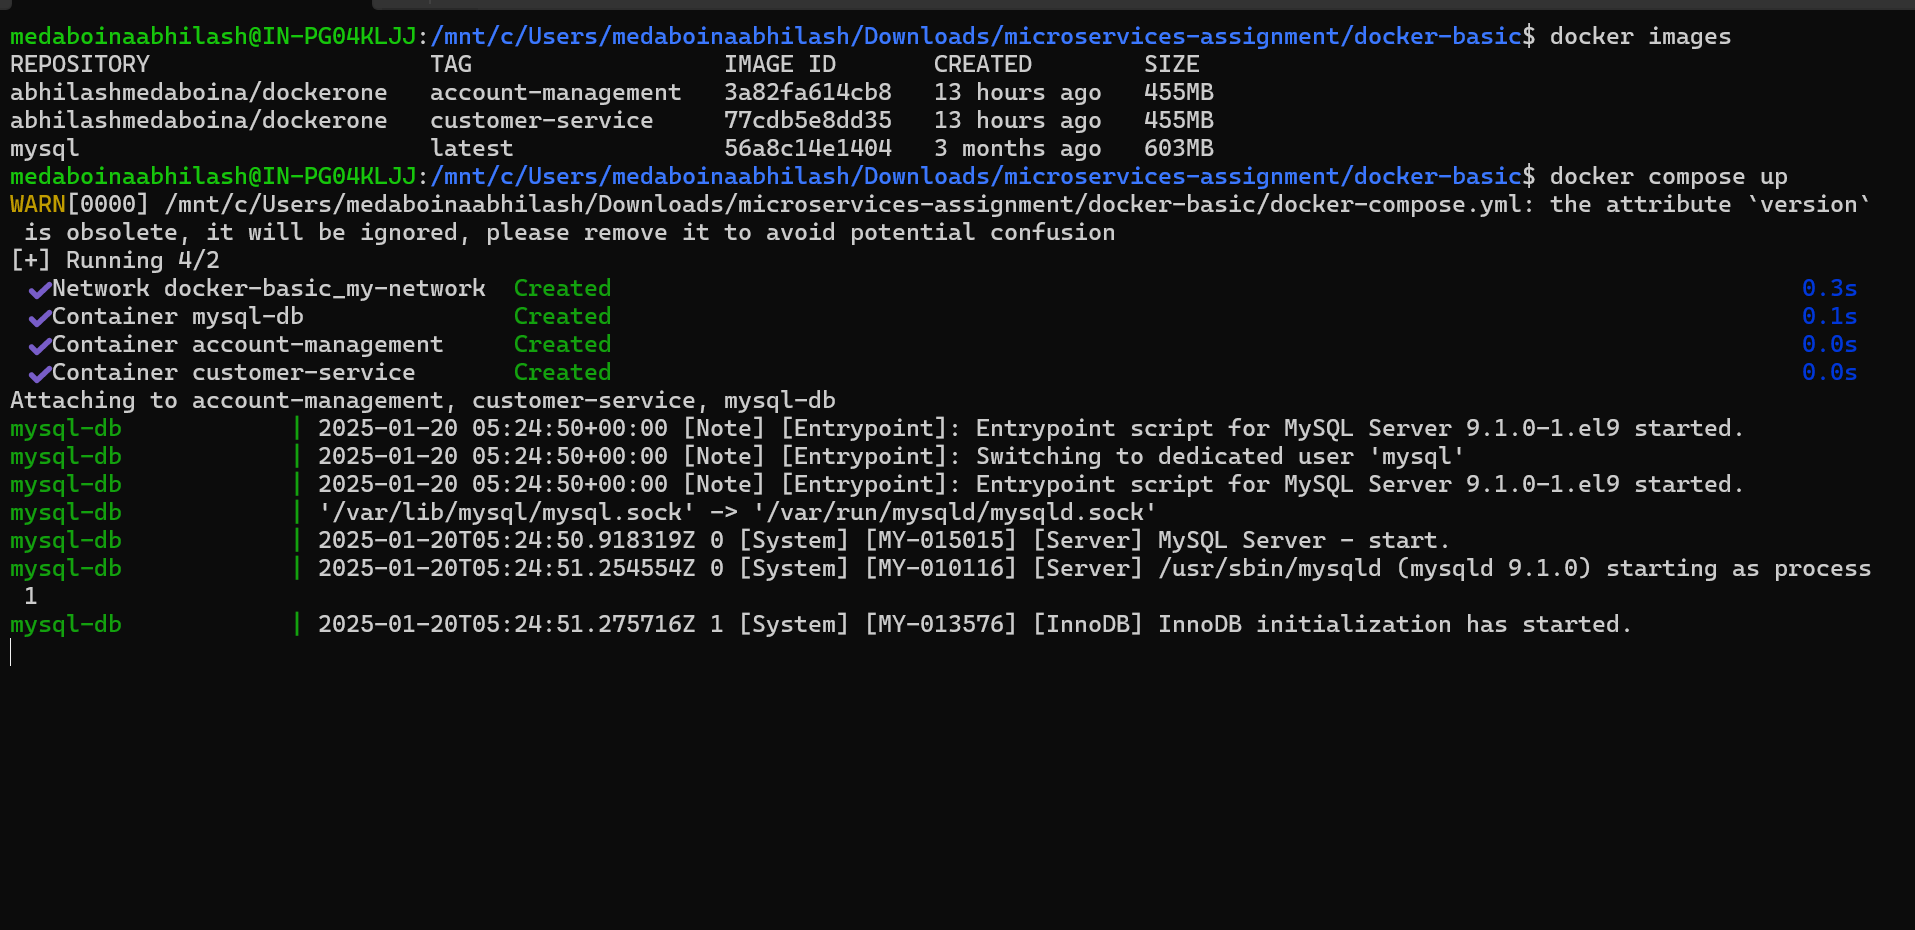 medaboinaabhilash@IN-PG04KLJJ:/mnt/c/Users/medaboinaabhilash/Downloads/microservices-assignment/docker-basic$ docker images
REPOSITORY                    TAG                  IMAGE ID       CREATED        SIZE
abhilashmedaboina/dockerone   account-management   3a82fa614cb8   13 hours ago   455MB
abhilashmedaboina/dockerone   customer-service     77cdb5e8dd35   13 hours ago   455MB
mysql                         latest               56a8c14e1404   3 months ago   603MB
medaboinaabhilash@IN-PG04KLJJ:/mnt/c/Users/medaboinaabhilash/Downloads/microservices-assignment/docker-basic$ docker compose up
WARN[0000] /mnt/c/Users/medaboinaabhilash/Downloads/microservices-assignment/docker-basic/docker-compose.yml: the attribute `version`
 is obsolete, it will be ignored, please remove it to avoid potential confusion
[+] Running 4/2
 ✔Network docker-basic_my-network  Created 0.3s
 ✔Container mysql-db               Created 0.1s
 ✔Container account-management     Created 0.0s
 ✔Container customer-service       Created 0.0s
Attaching to account-management, customer-service, mysql-db
mysql-db            | 2025-01-20 05:24:50+00:00 [Note] [Entrypoint]: Entrypoint script for MySQL Server 9.1.0-1.el9 started.
mysql-db            | 2025-01-20 05:24:50+00:00 [Note] [Entrypoint]: Switching to dedicated user 'mysql'
mysql-db            | 2025-01-20 05:24:50+00:00 [Note] [Entrypoint]: Entrypoint script for MySQL Server 9.1.0-1.el9 started.
mysql-db            | '/var/lib/mysql/mysql.sock' -> '/var/run/mysqld/mysqld.sock'
mysql-db            | 2025-01-20T05:24:50.918319Z 0 [System] [MY-015015] [Server] MySQL Server - start.
mysql-db            | 2025-01-20T05:24:51.254554Z 0 [System] [MY-010116] [Server] /usr/sbin/mysqld (mysqld 9.1.0) starting as process
 1
mysql-db            | 2025-01-20T05:24:51.275716Z 1 [System] [MY-013576] [InnoDB] InnoDB initialization has started.